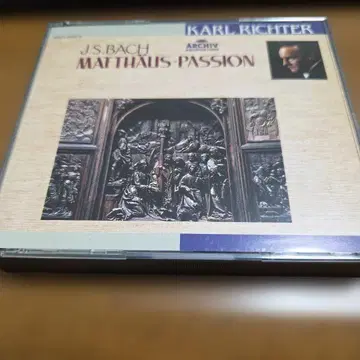 KARL RICHTER
J.S.BACH
ARCHIV
MATTHÄUS-PASSION